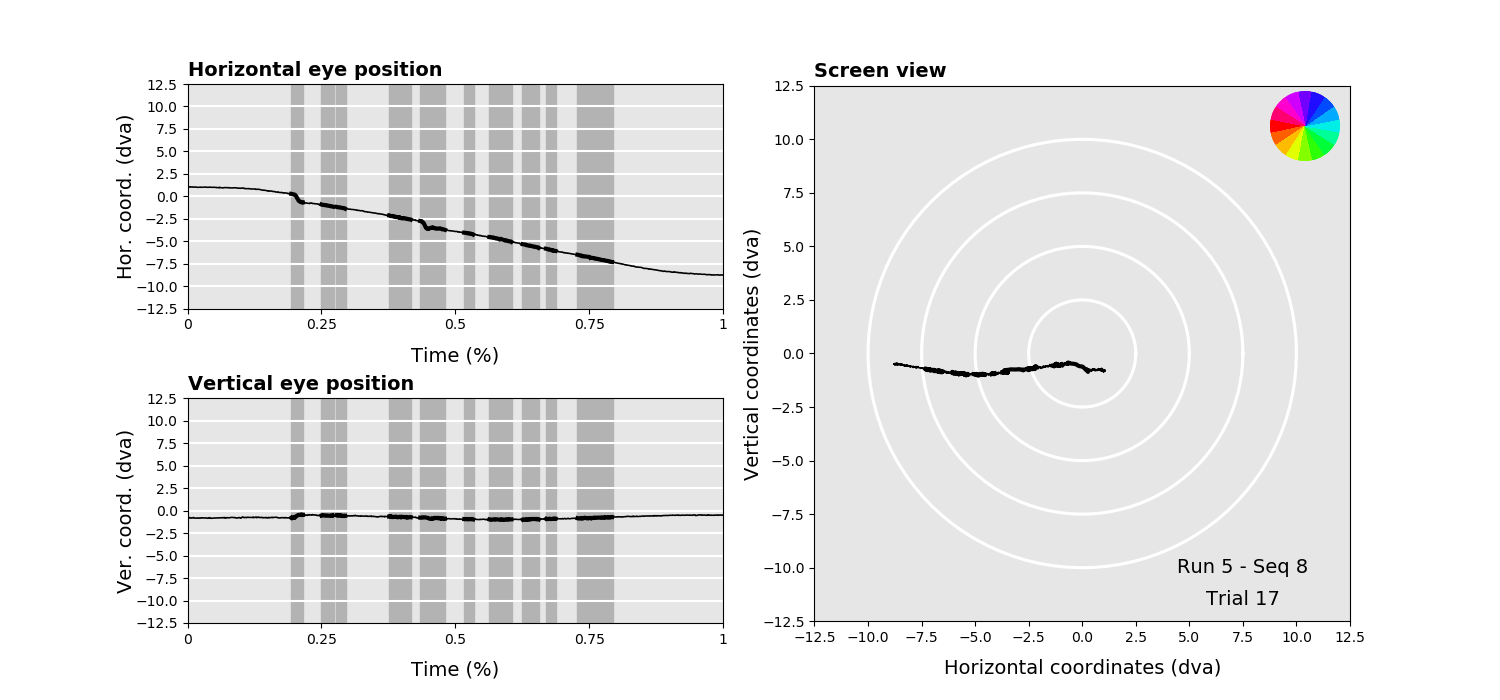 Horizontal eye position
Hor. coord. (dva)
12.5
10.0
7.5
5.0
2.5
0.0
−2.5
−5.0
−7.5
−10.0
−12.5
0 0.25 0.5 0.75 1
Time (%)
Vertical eye position
Ver. coord. (dva)
12.5
10.0
7.5
5.0
2.5
0.0
−2.5
−5.0
−7.5
−10.0
−12.5
0 0.25 0.5 0.75 1
Time (%)
Screen view
Vertical coordinates (dva)
12.5
10.0
7.5
5.0
2.5
0.0
−2.5
−5.0
−7.5
−10.0
−12.5
Run 5 - Seq 8
Trial 17
−12.5 −10.0 −7.5 −5.0 −2.5 0.0 2.5 5.0 7.5 10.0 12.5
Horizontal coordinates (dva)